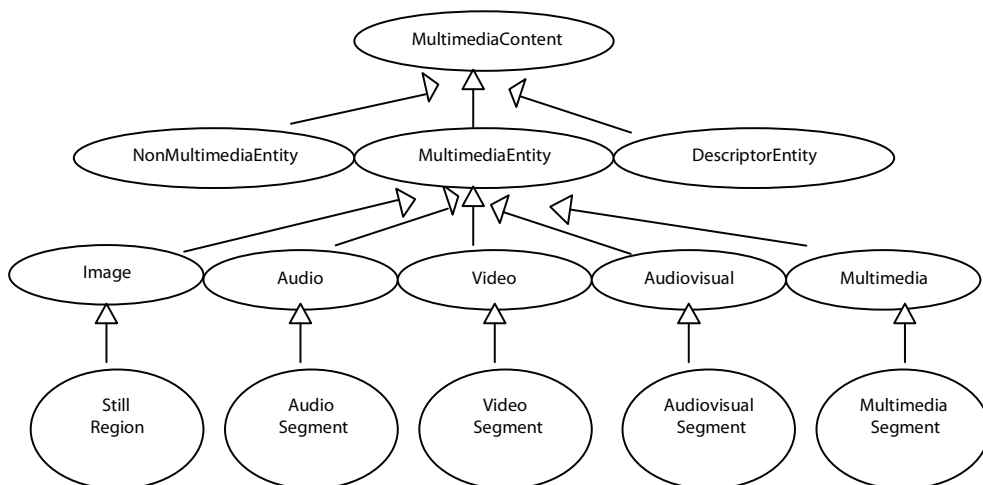 MultimediaContent
NonMultimediaEntity
MultimediaEntity
DescriptorEntity
Image
Audio
Video
Audiovisual
Multimedia
Still
Region
Audio
Segment
Video
Segment
Audiovisual
Segment
Multimedia
Segment